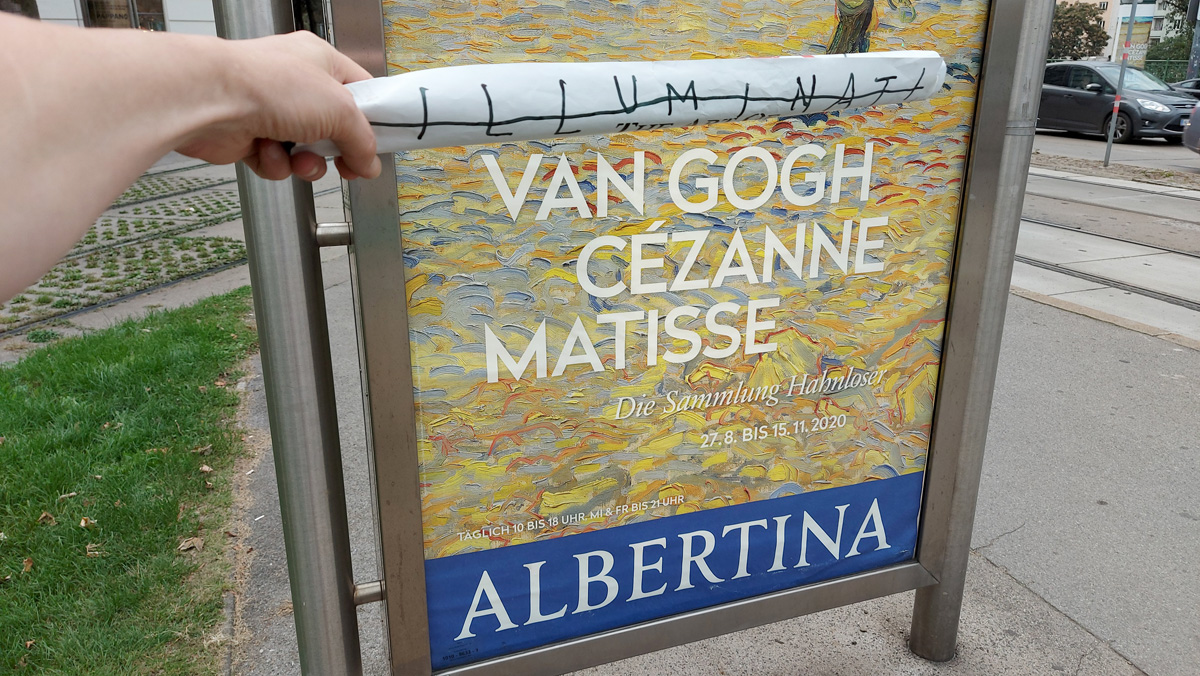 ILLUMINATI
VAN GOGH
CÉZANNE
MATISSE
Die Sammlung Hahnloser
27. 8. BIS 15. 11. 2020
TÄGLICH 10 BIS 18 UHR, MI & FR BIS 21 UHR
ALBERTINA